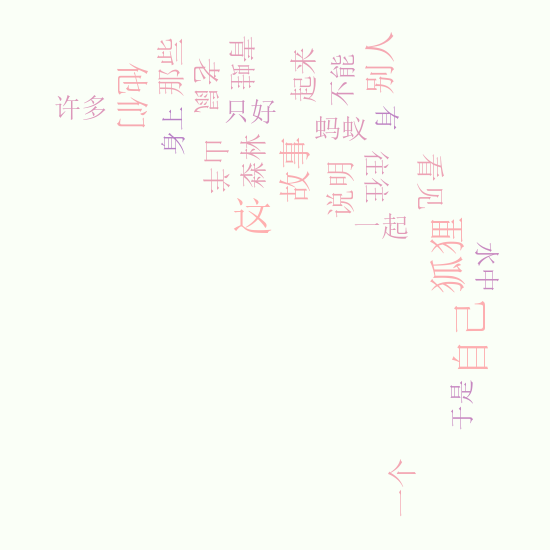 许多
他们
那些
身上
老鼠
青蛙
只好
羊叼
森林
这
故事
起来
不能
别人
蚂蚁
有
说明
往往
一起
看见
狐狸
水中
自己
于是
一个